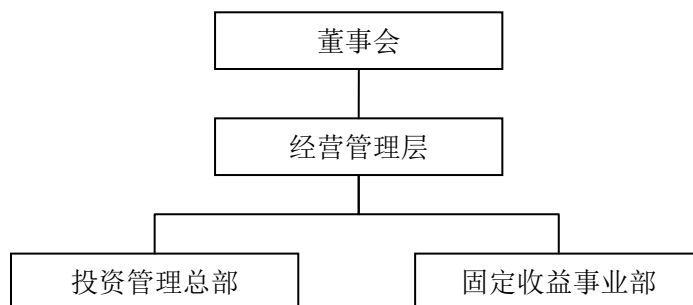 董事会
经营管理层
投资管理总部
固定收益事业部